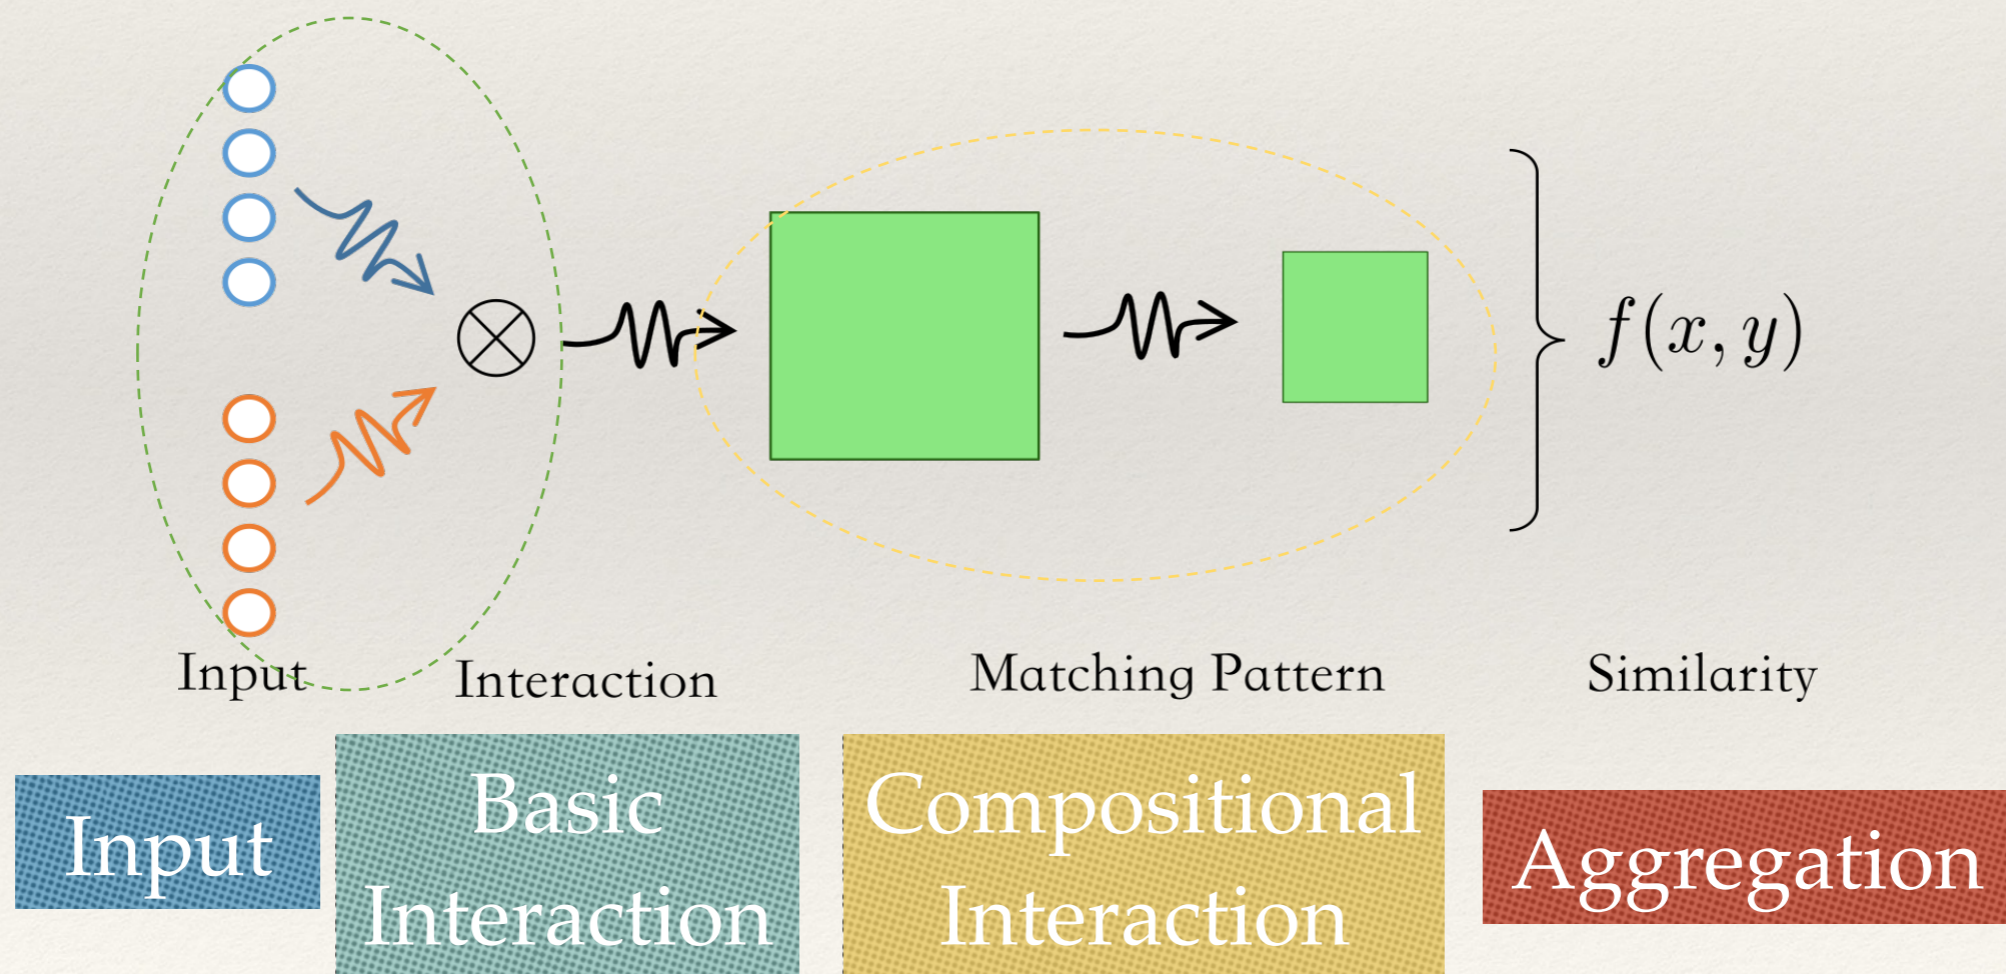 f(x, y)
Input
Interaction
Matching Pattern
Similarity
Input
Basic
Interaction
Compositional
Interaction
Aggregation